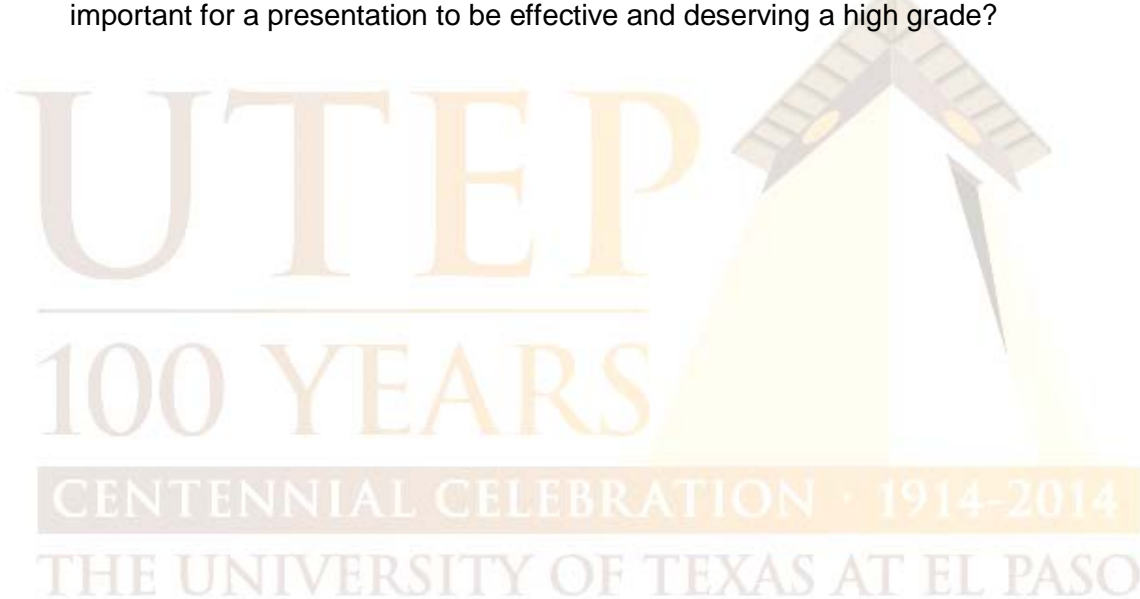 important for a presentation to be effective and deserving a high grade?
UTEP
100 YEARS
CENTENNIAL CELEBRATION · 1914-2014
THE UNIVERSITY OF TEXAS AT EL PASO